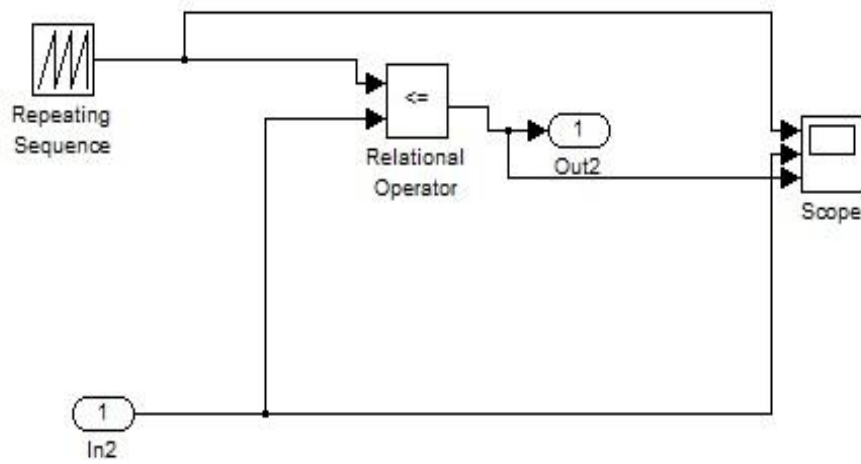 Repeating
Sequence
<=
Relational
Operator
1
Out2
Scope
1
In2